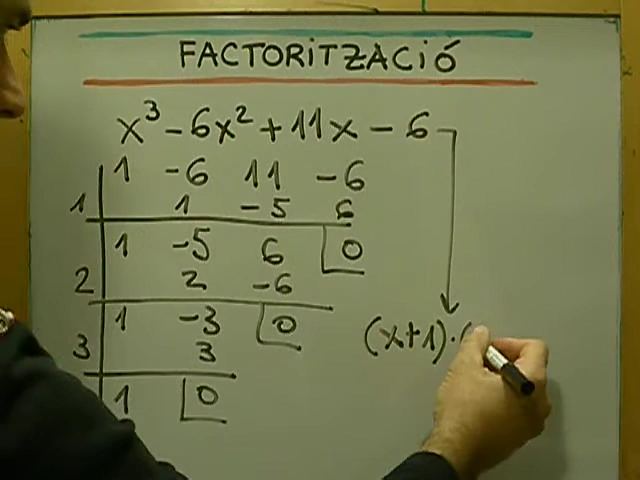 FACTORITZACIÓ
x³ - 6x² + 11x - 6
1 -6 11 -6
1 1 -5 6
1 -5 6 0
2 2 -6
1 -3 0
(x+1)·(
3 3
1 0